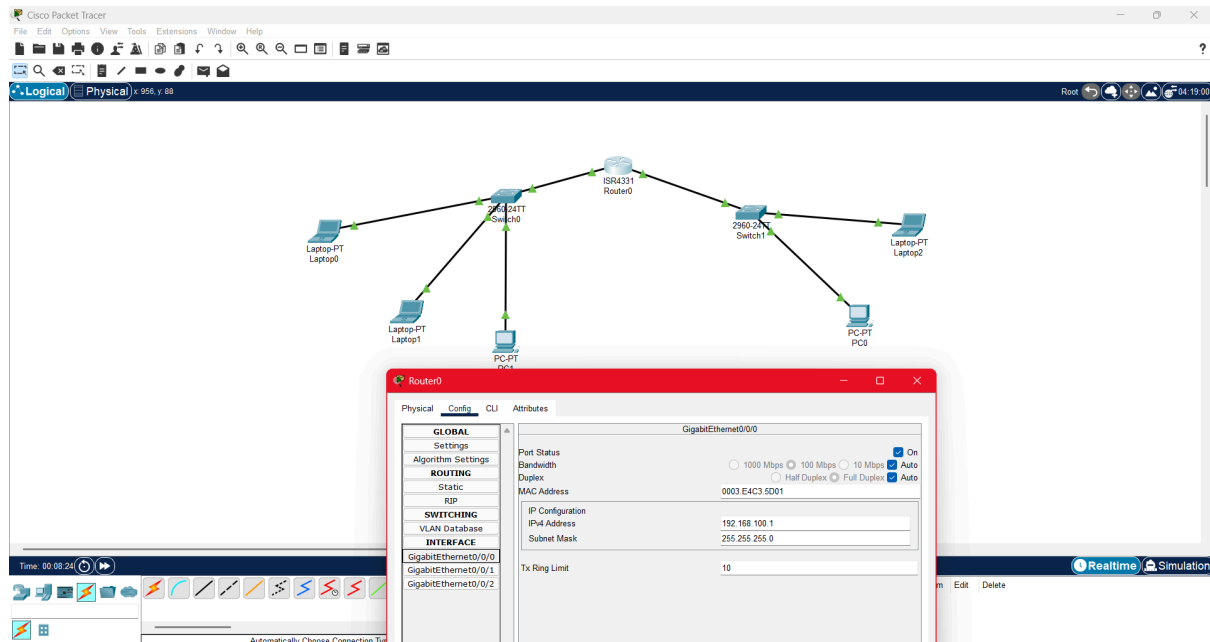 Cisco Packet Tracer
File Edit Options View Tools Extensions Window Help
?
Logical Physical x: 956, y: 88 Root 04:19:00
ISR4331
Router0
2960-24TT
Switch0
2960-24TT
Switch1
Laptop-PT
Laptop0
Laptop-PT
Laptop2
Laptop-PT
Laptop1
PC-PT
PC0
PC-PT
PC1
Router0
Physical Config CLI Attributes
GLOBAL
Settings
Algorithm Settings
ROUTING
Static
RIP
SWITCHING
VLAN Database
INTERFACE
GigabitEthernet0/0/0
GigabitEthernet0/0/1
GigabitEthernet0/0/2
GigabitEthernet0/0/0
Port Status On
Bandwidth 1000 Mbps 100 Mbps 10 Mbps Auto
Duplex Half Duplex Full Duplex Auto
MAC Address 0003.E4C3.5D01
IP Configuration
IPv4 Address 192.168.100.1
Subnet Mask 255.255.255.0
Tx Ring Limit 10
Time: 00:08:24 Realtime Simulation
Edit Delete
Automatically Choose Connection